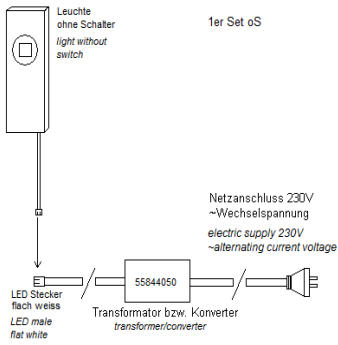 Leuchte
ohne Schalter
light without
switch
1er Set oS
Netzanschluss 230V
~Wechselspannung
electric supply 230V
~alternating current voltage
55844050
LED Stecker
flach weiss
LED male
flat white
Transformator bzw. Konverter
transformer/converter